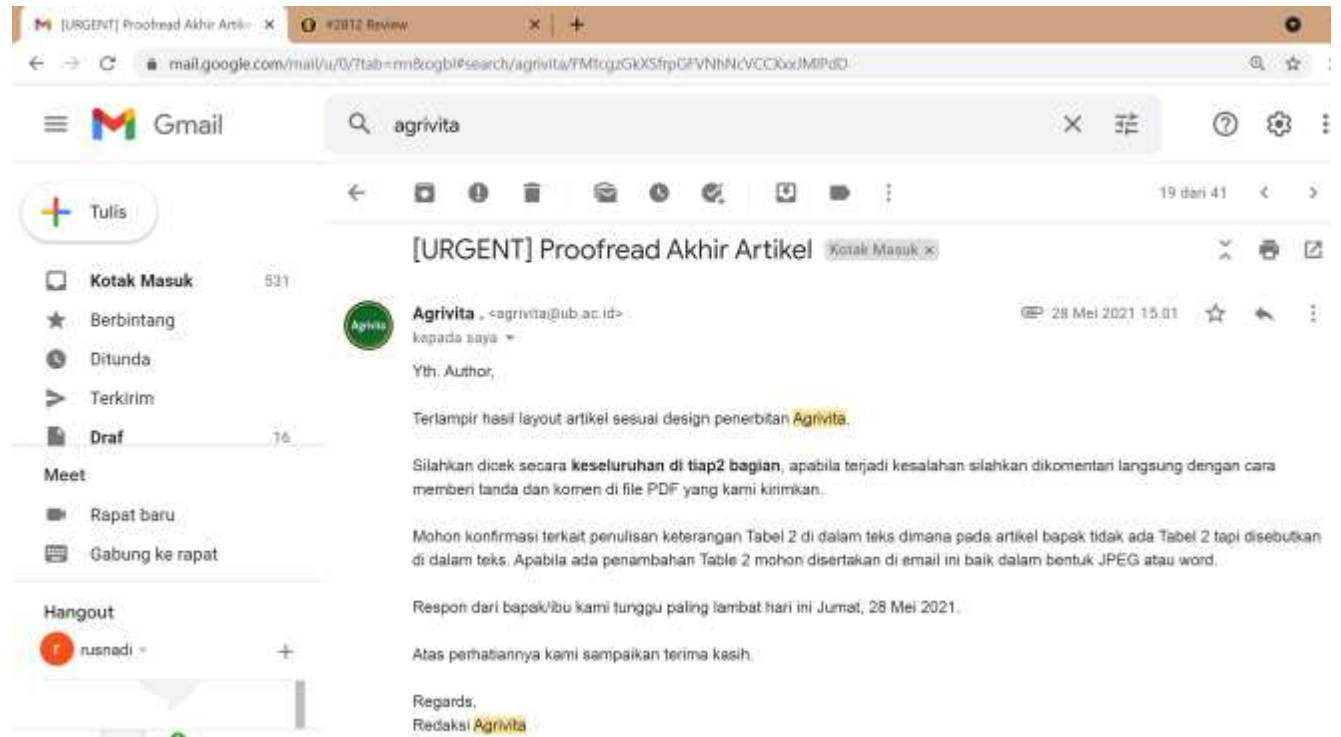 [URGENT] Proofread Akhir Artik
#2812 Review
mail.google.com/mail/u/0/?tab=rm&ogbl#search/agrivita/
Gmail
agrivita
Tulis
19 dari 41
[URGENT] Proofread Akhir Artikel Kotak Masuk ×
Kotak Masuk 531
Berbintang
Ditunda
Terkirim
Draf 16
Meet
Rapat baru
Gabung ke rapat
Hangout
r rusnadi
Agrivita
Agrivita . <agrivita@ub.ac.id>
28 Mei 2021 15.01
kepada saya
Yth. Author,
Terlampir hasil layout artikel sesuai design penerbitan Agrivita.
Silahkan dicek secara keseluruhan di tiap2 bagian, apabila terjadi kesalahan silahkan dikomentari langsung dengan cara
memberi tanda dan komen di file PDF yang kami kirimkan.
Mohon konfirmasi terkait penulisan keterangan Tabel 2 di dalam teks dimana pada artikel bapak tidak ada Tabel 2 tapi disebutkan
di dalam teks. Apabila ada penambahan Table 2 mohon disertakan di email ini baik dalam bentuk JPEG atau word.
Respon dari bapak/ibu kami tunggu paling lambat hari ini Jumat, 28 Mei 2021.
Atas perhatiannya kami sampaikan terima kasih.
Regards,
Redaksi Agrivita